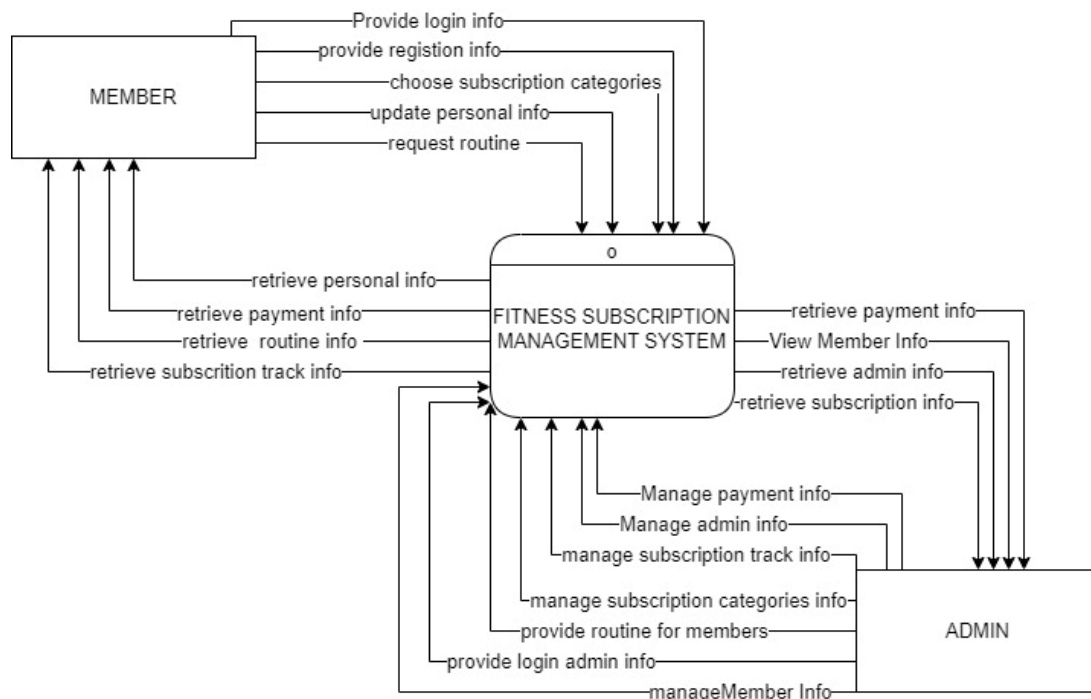 Provide login info
provide registion info
MEMBER
choose subscription categories
update personal info
request routine
o
retrieve personal info
retrieve payment info
retrieve routine info
retrieve subscrition track info
FITNESS SUBSCRIPTION
MANAGEMENT SYSTEM
retrieve payment info
View Member Info
retrieve admin info
retrieve subscription info
Manage payment info
Manage admin info
manage subscription track info
manage subscription categories info
provide routine for members
provide login admin info
manageMember Info
ADMIN